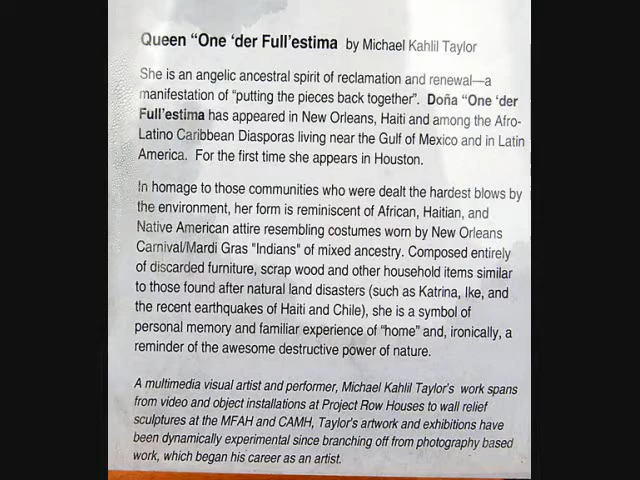 Queen “One ‘der Full’estima by Michael Kahlil Taylor
She is an angelic ancestral spirit of reclamation and renewal—a
manifestation of “putting the pieces back together”. Doña “One ‘der
Full’estima has appeared in New Orleans, Haiti and among the Afro-
Latino Caribbean Diasporas living near the Gulf of Mexico and in Latin
America. For the first time she appears in Houston.
In homage to those communities who were dealt the hardest blows by
the environment, her form is reminiscent of African, Haitian, and
Native American attire resembling costumes worn by New Orleans
Carnival/Mardi Gras "Indians" of mixed ancestry. Composed entirely
of discarded furniture, scrap wood and other household items similar
to those found after natural land disasters (such as Katrina, Ike, and
the recent earthquakes of Haiti and Chile), she is a symbol of
personal memory and familiar experience of “home” and, ironically, a
reminder of the awesome destructive power of nature.
A multimedia visual artist and performer, Michael Kahlil Taylor's work spans
from video and object installations at Project Row Houses to wall relief
sculptures at the MFAH and CAMH, Taylor's artwork and exhibitions have
been dynamically experimental since branching off from photography based
work, which began his career as an artist.